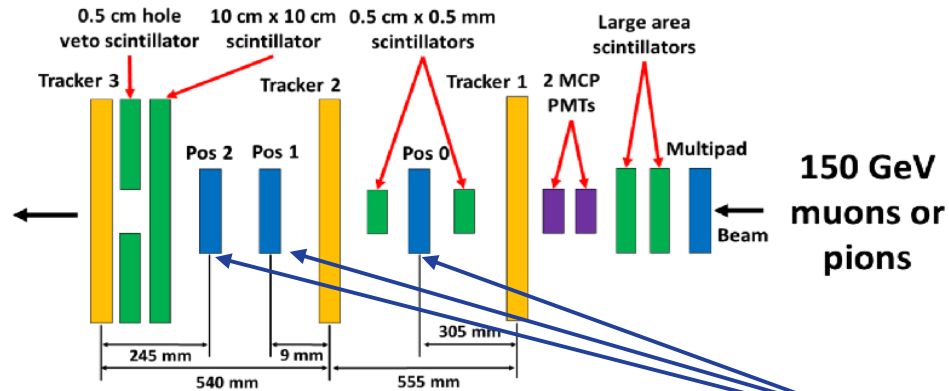 0.5 cm hole
veto scintillator
10 cm x 10 cm
scintillator
0.5 cm x 0.5 mm
scintillators
Large area
scintillators
Tracker 3
Tracker 2
Tracker 1
2 MCP
PMTs
Pos 2
Pos 1
Pos 0
Multipad
150 GeV
muons or
pions
Beam
245 mm
9 mm
305 mm
540 mm
555 mm